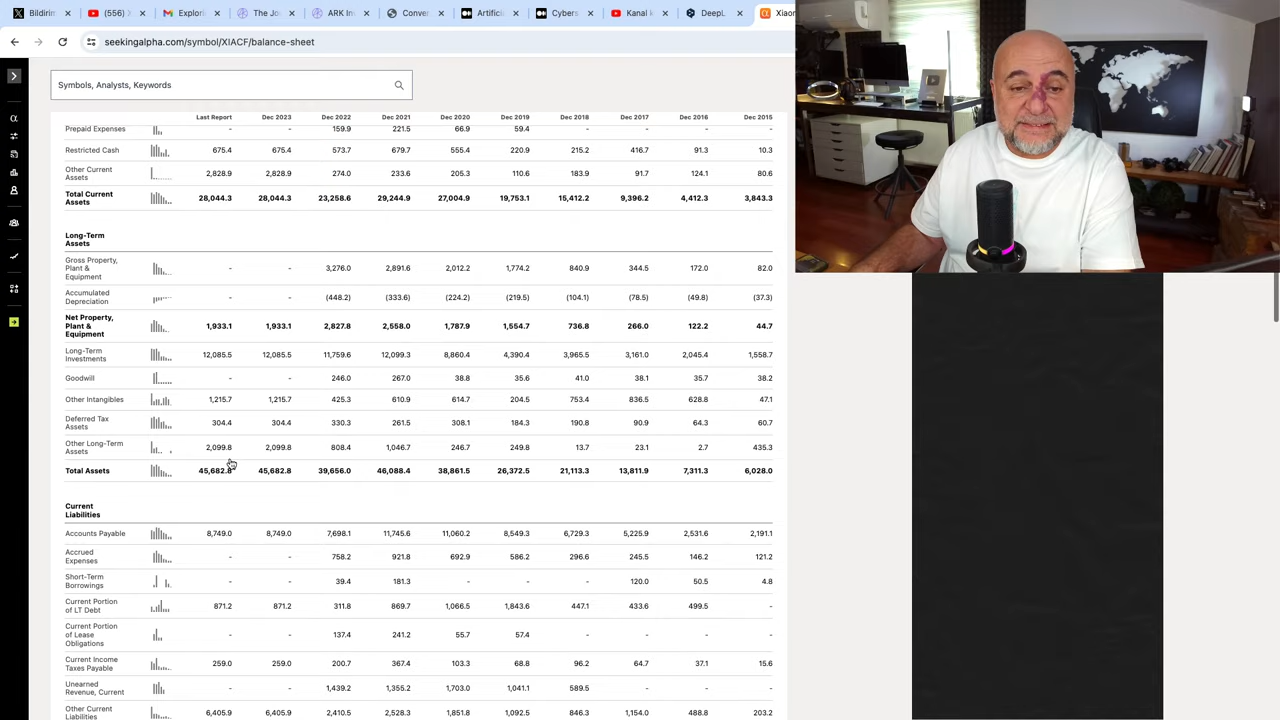 Bildirim
(556)
Explor
The Lea
(20) ARK In
Conve
Cybers
Kanal
DeepL
Xiaom
seekingalpha.com/symbol/XIACF/balance-sheet
Symbols, Analysts, Keywords
Last Report Dec 2023 Dec 2021 Dec 2020 Dec 2019 Dec 2018 Dec 2017 Dec 2016 Dec 2015
Prepaid Expenses - - 159.9 221.5 66.9 59.4 - - - -
Restricted Cash 675.4 675.4 573.7 679.7 555.4 220.9 215.2 416.7 91.3 10.3
Other Current 2,828.9 2,828.9 233.6 205.3 110.6 183.9 91.7 124.1 80.6
Assets
Total Current 28,044.3 28,044.3 23,258.6 29,244.9 27,004.9 19,753.1 15,412.2 9,396.2 4,412.3 3,843.3
Assets
Long-Term
Assets
Gross Property, - - 3,276.0 2,891.6 2,012.2 1,774.2 840.9 344.5 172.0 82.0
Plant &
Equipment
Accumulated - - (448.2) (333.6) (224.2) (219.5) (104.1) (78.5) (49.8) (37.3)
Depreciation
Net Property, 1,933.1 1,933.1 2,827.8 2,558.0 1,787.9 1,554.7 736.8 266.0 122.2 44.7
Plant &
Equipment
Long-Term 12,085.5 12,085.5 11,759.6 12,099.3 8,860.4 4,390.4 3,965.5 3,161.0 2,045.4 1,558.7
Investments
Goodwill - - 246.0 267.0 38.8 35.6 41.0 38.1 35.7 38.2
Other Intangibles 1,215.7 1,215.7 425.3 610.9 614.7 204.5 753.4 836.5 628.8 47.1
Deferred Tax 304.4 304.4 330.3 261.5 308.1 184.3 190.8 90.9 64.3 60.7
Assets
Other Long-Term 2,099.8 2,099.8 808.4 1,046.7 246.7 249.8 13.7 23.1 2.7 435.3
Assets
Total Assets 45,682.8 45,682.8 39,656.0 46,088.4 38,861.5 26,372.5 21,113.3 13,811.9 7,311.3 6,028.0
Current
Liabilities
Accounts Payable 8,749.0 8,749.0 7,698.1 11,745.6 11,060.2 8,549.3 6,729.3 5,225.9 2,531.6 2,191.1
Accrued - - 758.2 921.8 692.9 586.2 296.6 245.5 146.2 121.2
Expenses
Short-Term - - 39.4 181.3 - - - 120.0 50.5 4.8
Borrowings
Current Portion 871.2 871.2 311.8 869.7 1,066.5 1,843.6 447.1 433.6 499.5 -
of LT Debt
Current Portion - - 137.4 241.2 55.7 57.4 - - - -
of Lease
Obligations
Current Income 259.0 259.0 200.7 367.4 103.3 68.8 96.2 64.7 37.1 15.6
Taxes Payable
Unearned - - 1,439.2 1,355.2 1,703.0 1,041.1 589.5 - - -
Revenue, Current
Other Current 6,405.9 6,405.9 2,410.5 2,528.3 1,851.8 1,092.5 846.3 1,154.0 488.8 203.2
Liabilities